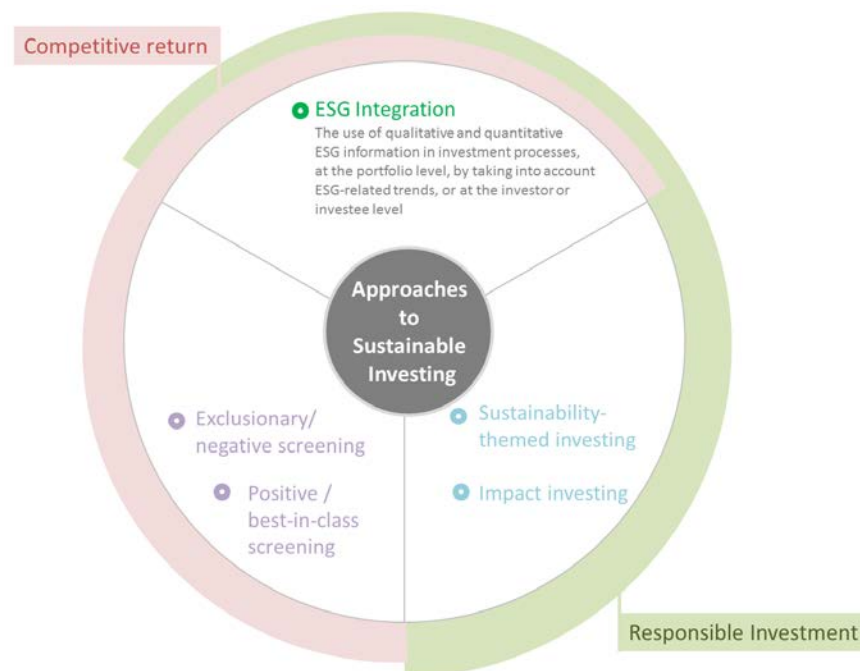 Competitive return
ESG Integration
The use of qualitative and quantitative
ESG information in investment processes,
at the portfolio level, by taking into account
ESG-related trends, or at the investor or
investee level
Approaches
to
Sustainable
Investing
Exclusionary/
negative screening
Positive /
best-in-class
screening
Sustainability-
themed investing
Impact investing
Responsible Investment